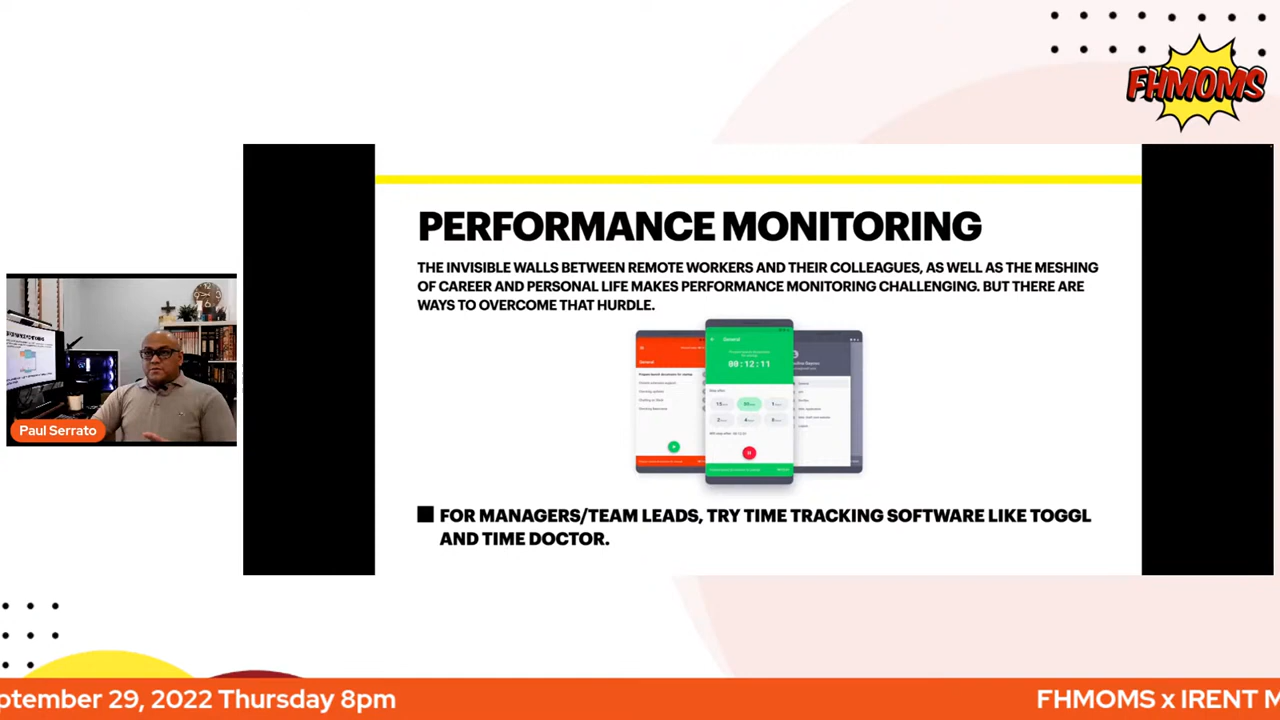 FHMOMS
PERFORMANCE MONITORING
THE INVISIBLE WALLS BETWEEN REMOTE WORKERS AND THEIR COLLEAGUES, AS WELL AS THE MESHING
OF CAREER AND PERSONAL LIFE MAKES PERFORMANCE MONITORING CHALLENGING. BUT THERE ARE
WAYS TO OVERCOME THAT HURDLE.
General
General
00:12:11
FOR MANAGERS/TEAM LEADS, TRY TIME TRACKING SOFTWARE LIKE TOGGL
AND TIME DOCTOR.
Paul Serrato
ptember 29, 2022 Thursday 8pm
FHMOMS x IRENT M